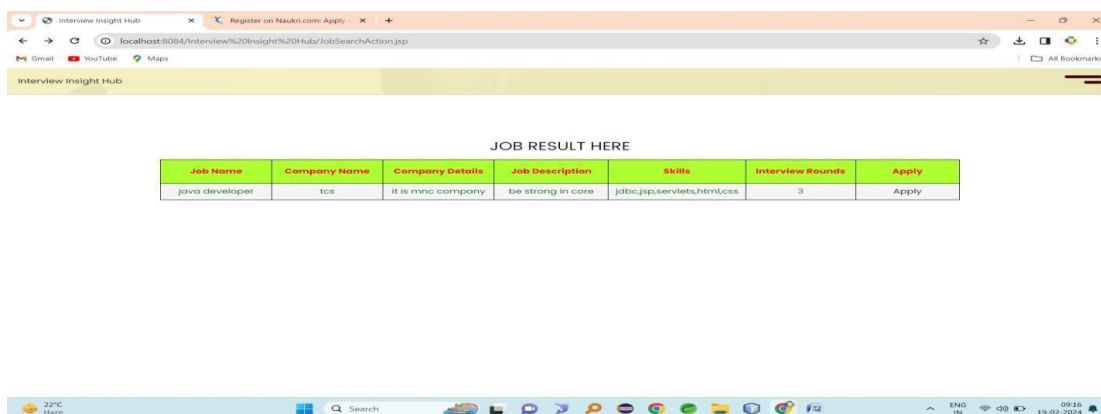 Interview Insight Hub
Register on Naukri.com: Apply
localhost:8084/Interview%20Insight%20Hub/JobSearchAction.jsp
Gmail YouTube Maps All Bookmarks
Interview Insight Hub
JOB RESULT HERE
Job Name Company Name Company Details Job Description Skills Interview Rounds Apply
java developer tcs it is mnc company be strong in core jdbc,jsp,servlets,html,css 3 Apply
22°C Search ENG 09:16
Haze IN 19-02-2024